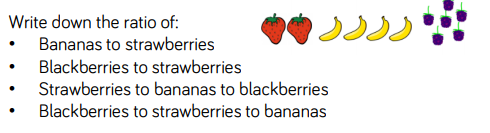 Write down the ratio of:
• Bananas to strawberries
• Blackberries to strawberries
• Strawberries to bananas to blackberries
• Blackberries to strawberries to bananas